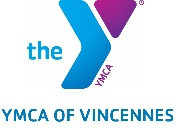 the
YMCA
®
YMCA OF VINCENNES